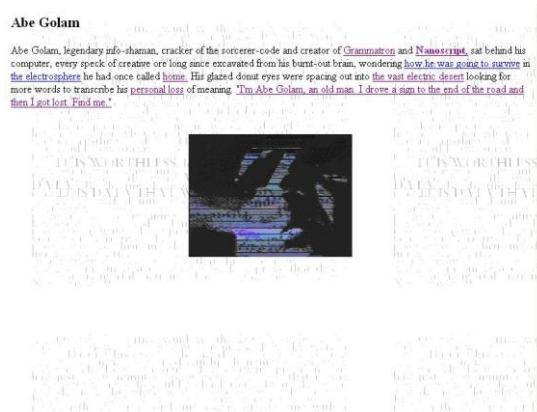 Abe Golam
Abe Golam, legendary info-shaman, cracker of the sorcerer-code and creator of Grammatron and Nanoscript, sat behind his
computer, every speck of creative ore long since excavated from his burnt-out brain, wondering how he was going to survive in
the electrosphere he had once called home. His glazed donut eyes were spacing out into the vast electric desert looking for
more words to transcribe his personal loss of meaning. "I'm Abe Golam, an old man. I drove a sign to the end of the road and
then I got lost. Find me."